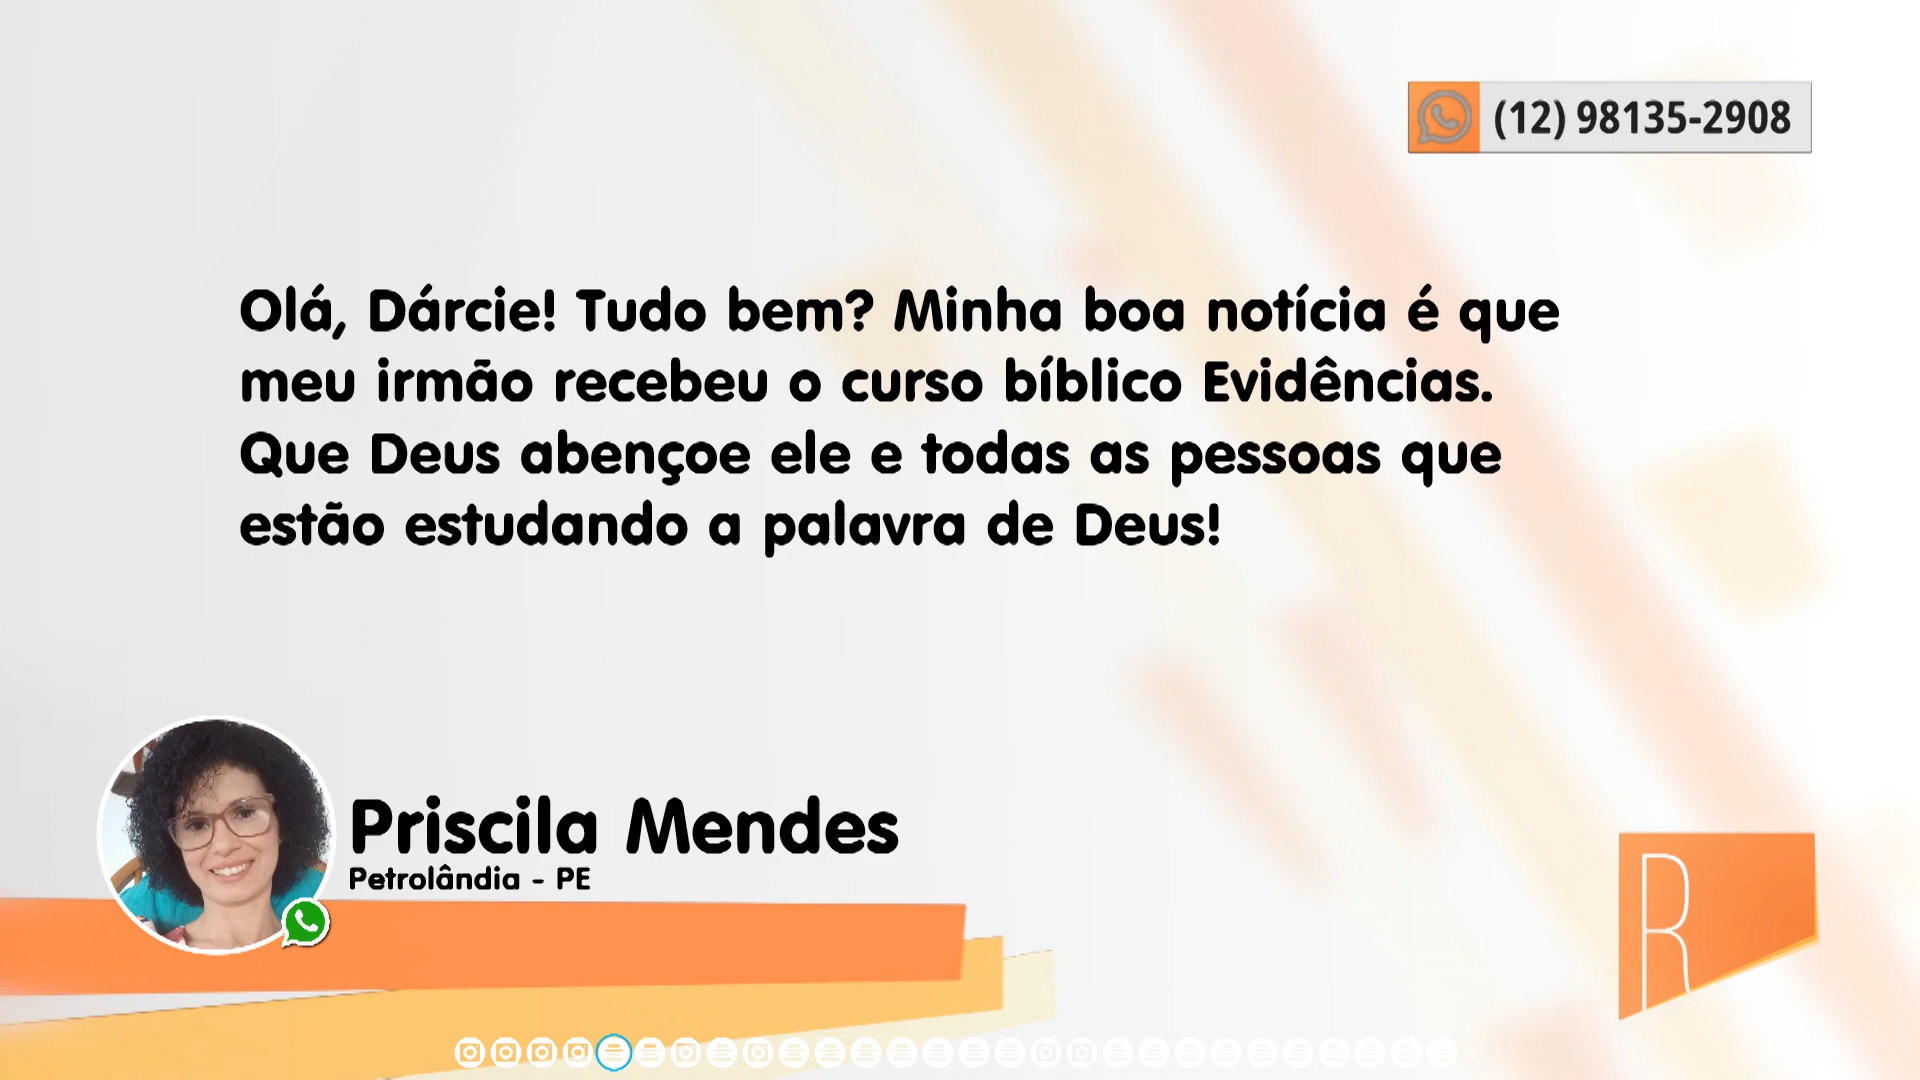 (12) 98135-2908
Olá, Dárcie! Tudo bem? Minha boa notícia é que
meu irmão recebeu o curso bíblico Evidências.
Que Deus abençoe ele e todas as pessoas que
estão estudando a palavra de Deus!
Priscila Mendes
Petrolândia - PE
R